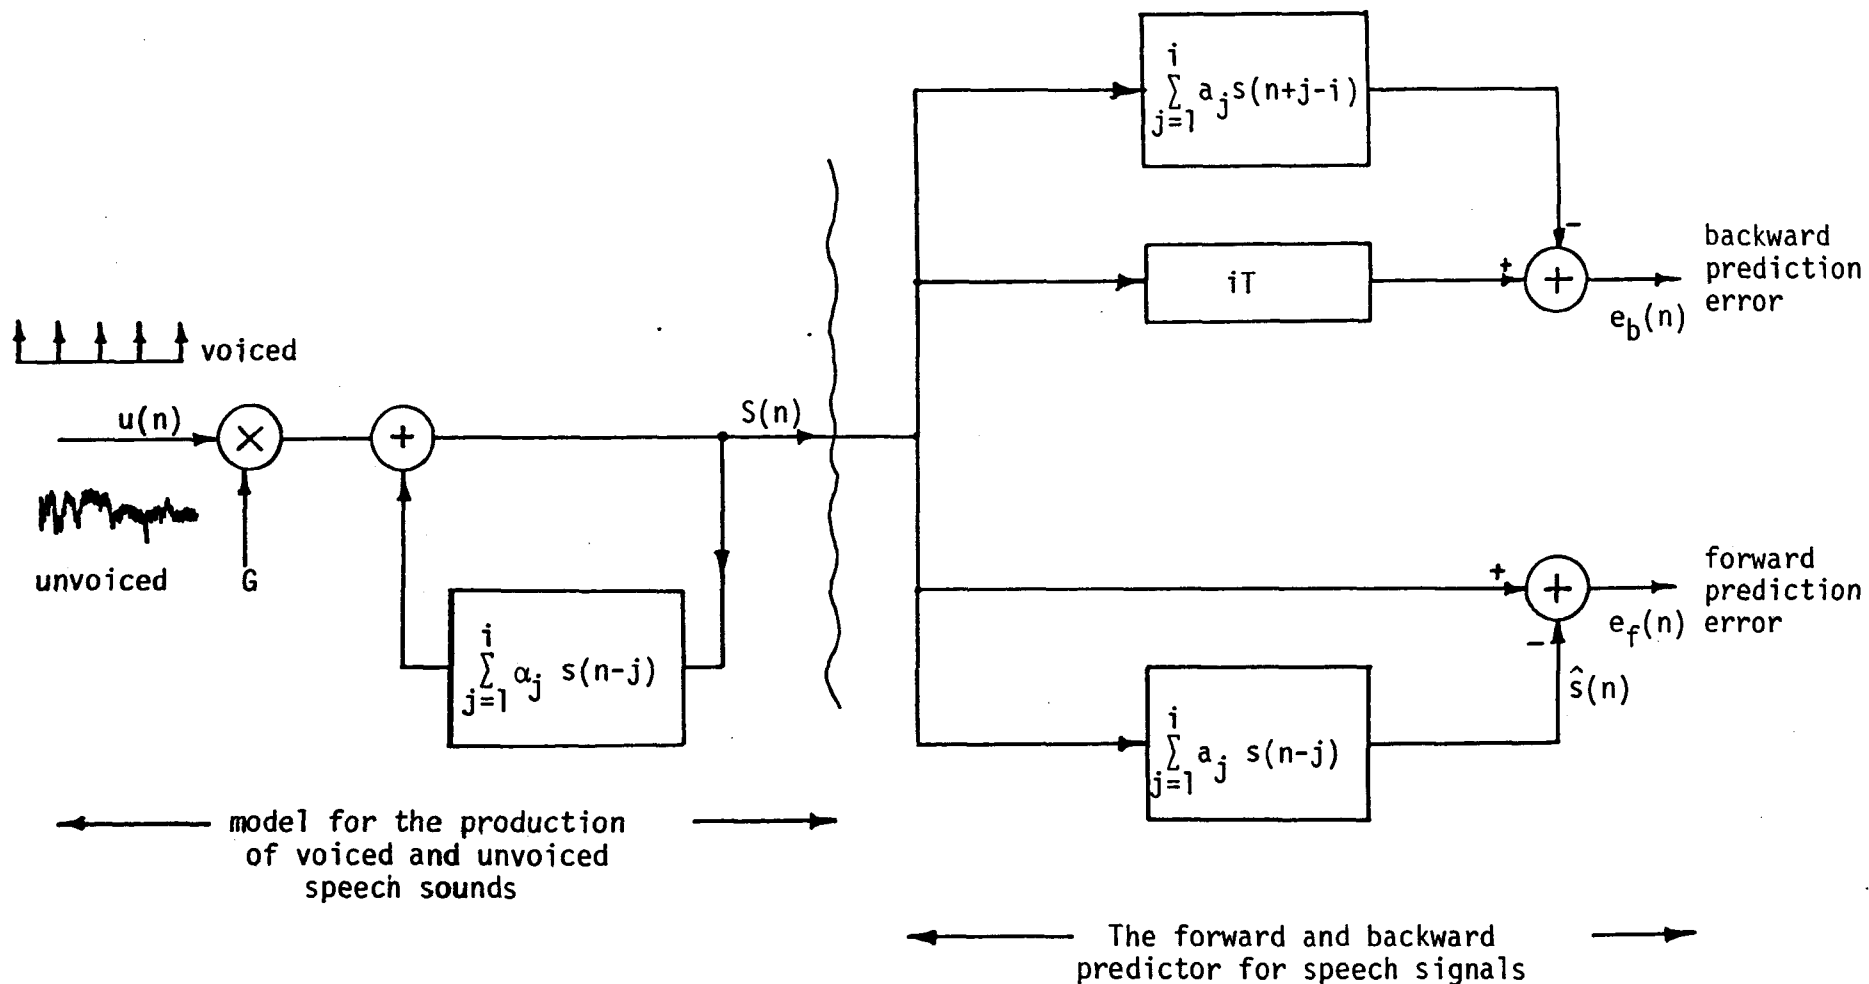 i
∑ a_j s(n+j-i)
j=1
-
backward
prediction
error
+
iT
+
e_b(n)
voiced
u(n)
×
+
S(n)
unvoiced
G
i
∑ α_j s(n-j)
j=1
+
+
forward
prediction
error
e_f(n)
-
ŝ(n)
i
∑ a_j s(n-j)
j=1
model for the production
of voiced and unvoiced
speech sounds
The forward and backward
predictor for speech signals